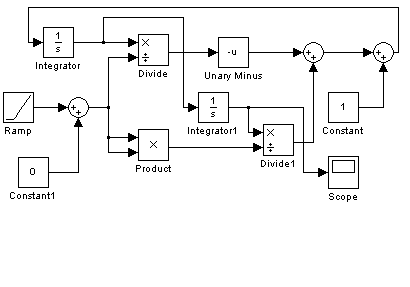 1
s
×
÷
-u
Integrator
Divide
Unary Minus
1
s
1
Ramp
Integrator1
×
÷
Constant
×
0
Divide1
Product
Constant1
Scope